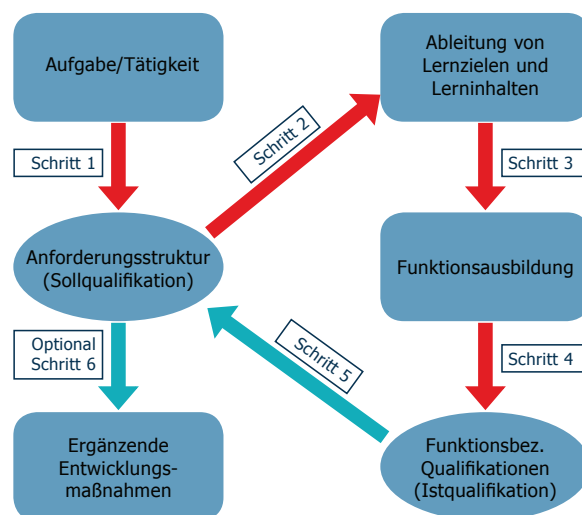 Aufgabe/Tätigkeit
Ableitung von
Lernzielen und
Lerninhalten
Schritt 1
Schritt 2
Schritt 3
Anforderungsstruktur
(Sollqualifikation)
Funktionsausbildung
Optional
Schritt 6
Schritt 5
Schritt 4
Ergänzende
Entwicklungs-
maßnahmen
Funktionsbez.
Qualifikationen
(Istqualifikation)